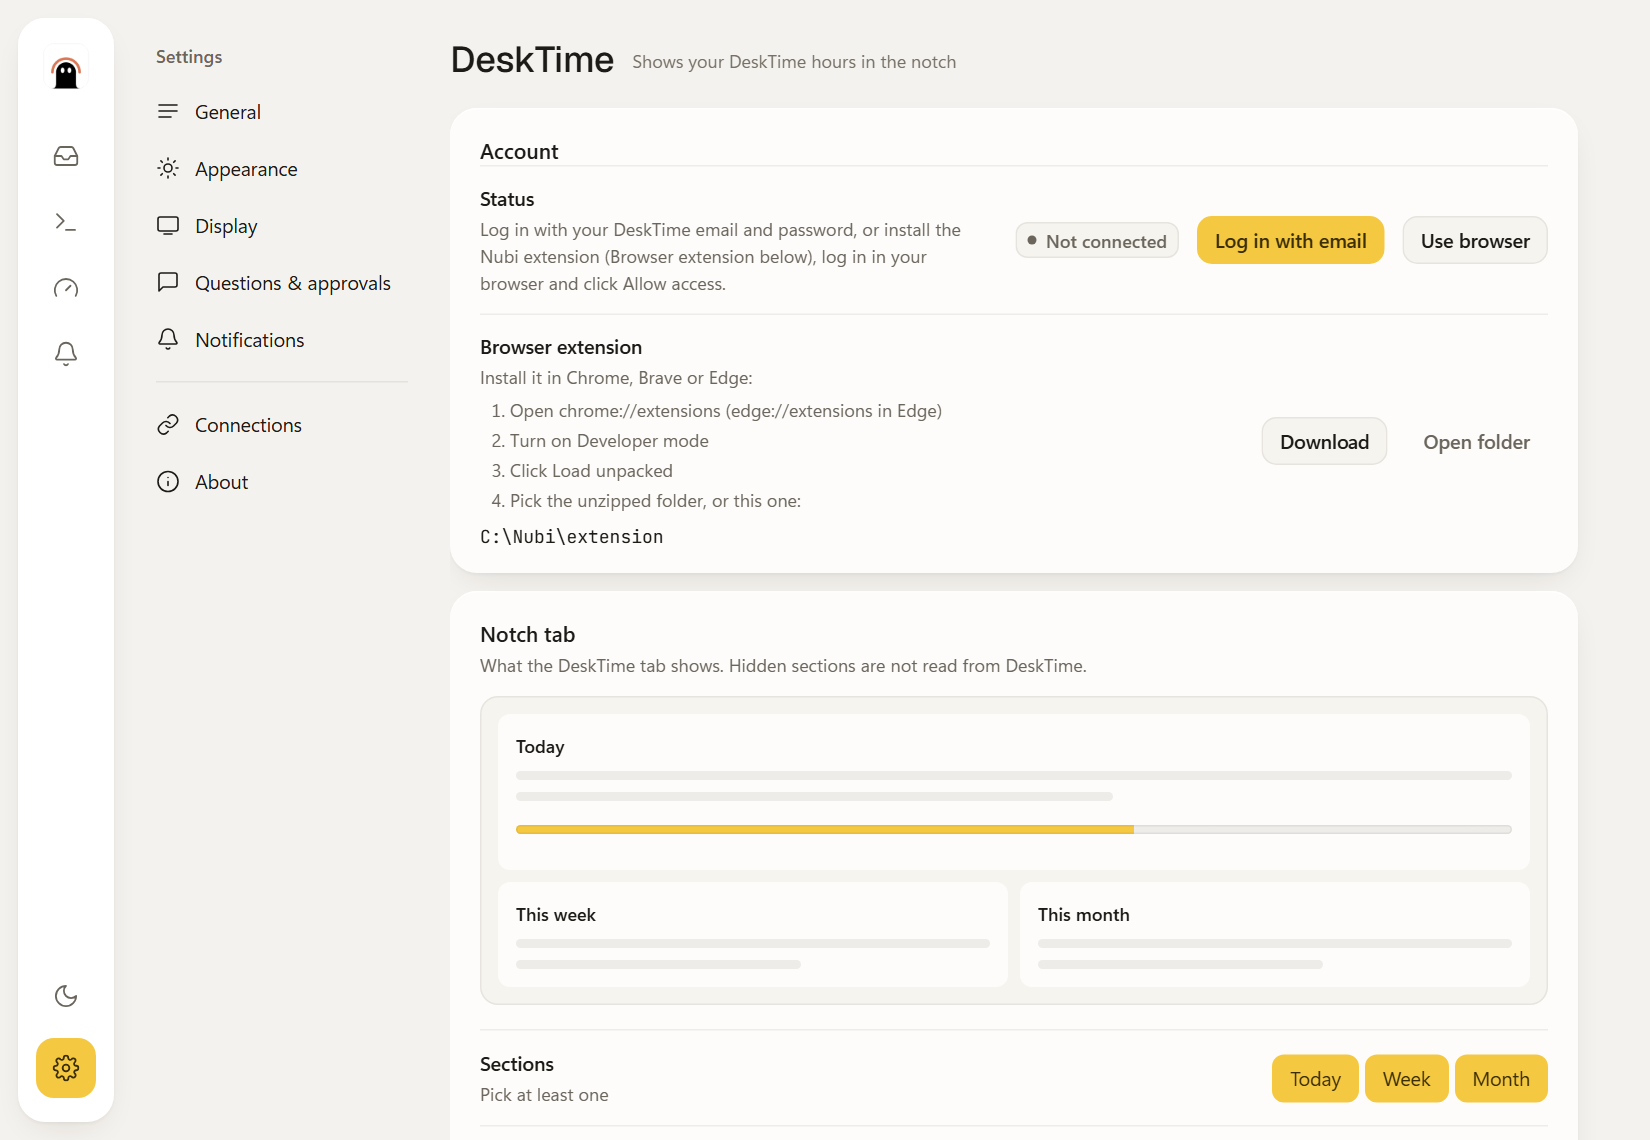 Settings
General
Appearance
Display
Questions & approvals
Notifications
Connections
About
DeskTime
Shows your DeskTime hours in the notch
Account
Status
Log in with your DeskTime email and password, or install the
Nubi extension (Browser extension below), log in in your
browser and click Allow access.
Not connected
Log in with email
Use browser
Browser extension
Install it in Chrome, Brave or Edge:
1. Open chrome://extensions (edge://extensions in Edge)
2. Turn on Developer mode
3. Click Load unpacked
4. Pick the unzipped folder, or this one:
C:\Nubi\extension
Download
Open folder
Notch tab
What the DeskTime tab shows. Hidden sections are not read from DeskTime.
Today
This week
This month
Sections
Pick at least one
Today
Week
Month